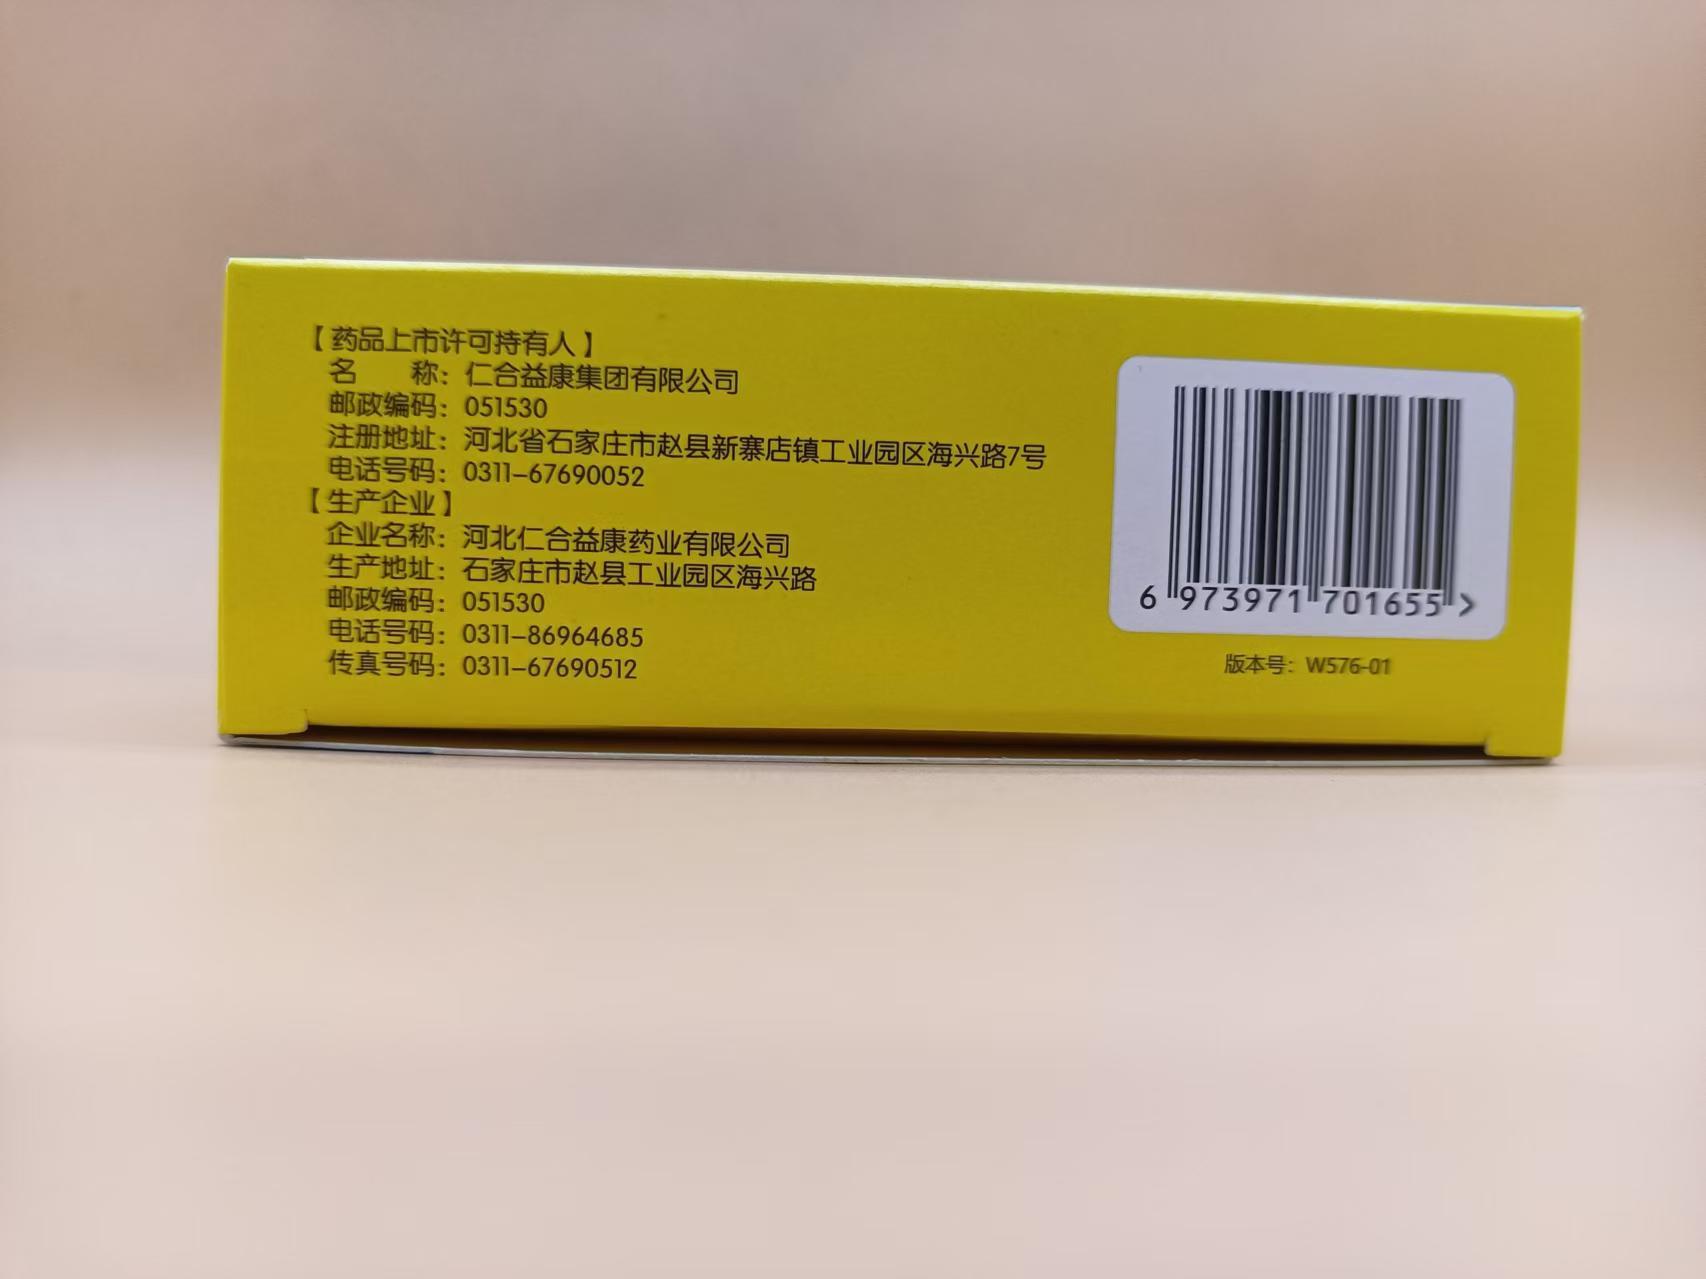 【药品上市许可持有人】
名 称：仁合益康集团有限公司
邮政编码：051530
注册地址：河北省石家庄市赵县新寨店镇工业园区海兴路7号
电话号码：0311-67690052
【生产企业】
企业名称：河北仁合益康药业有限公司
生产地址：石家庄市赵县工业园区海兴路
邮政编码：051530
电话号码：0311-86964685
传真号码：0311-67690512
6 973971 701655 >
版本号：W576-01